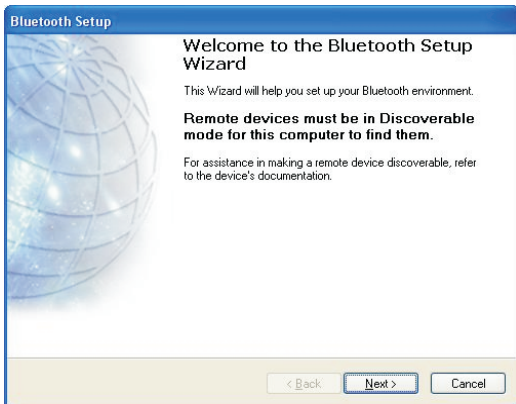 Bluetooth Setup
Welcome to the Bluetooth Setup
Wizard
This Wizard will help you set up your Bluetooth environment.
Remote devices must be in Discoverable
mode for this computer to find them.
For assistance in making a remote device discoverable, refer
to the device's documentation.
< Back Next > Cancel